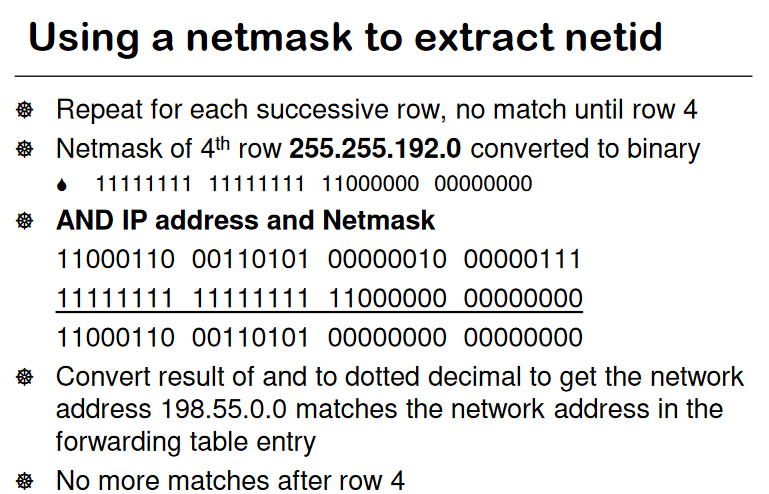 Using a netmask to extract netid
Repeat for each successive row, no match until row 4
Netmask of 4th row 255.255.192.0 converted to binary
11111111 11111111 11000000 00000000
AND IP address and Netmask
11000110 00110101 00000010 00000111
11111111 11111111 11000000 00000000
11000110 00110101 00000000 00000000
Convert result of and to dotted decimal to get the network
address 198.55.0.0 matches the network address in the
forwarding table entry
No more matches after row 4